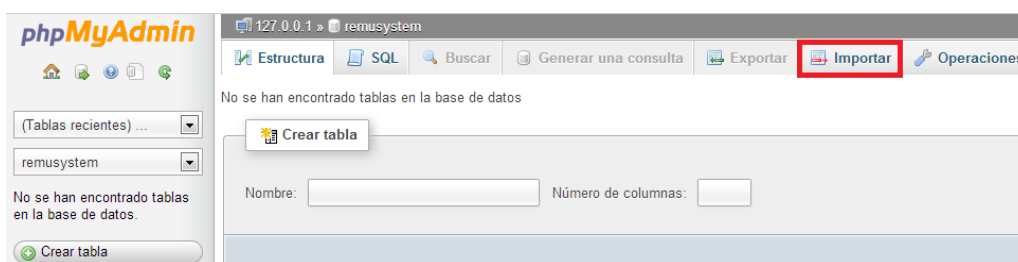 phpMyAdmin
(Tablas recientes) ...
remusystem
No se han encontrado tablas
en la base de datos.
Crear tabla
127.0.0.1 » remusystem
Estructura SQL Buscar Generar una consulta Exportar Importar Operaciones
No se han encontrado tablas en la base de datos
Crear tabla
Nombre: Número de columnas: